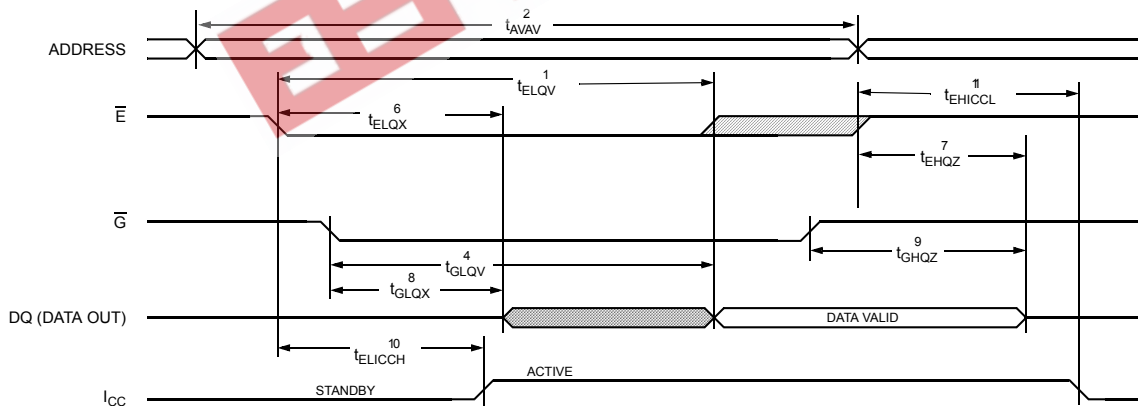 2
tAVAV
ADDRESS
1
tELQV
11
tEHICCL
E
6
tELQX
7
tEHQZ
G
9
tGHQZ
4
tGLQV
8
tGLQX
DQ (DATA OUT)
DATA VALID
10
tELICCH
ACTIVE
STANDBY
ICC